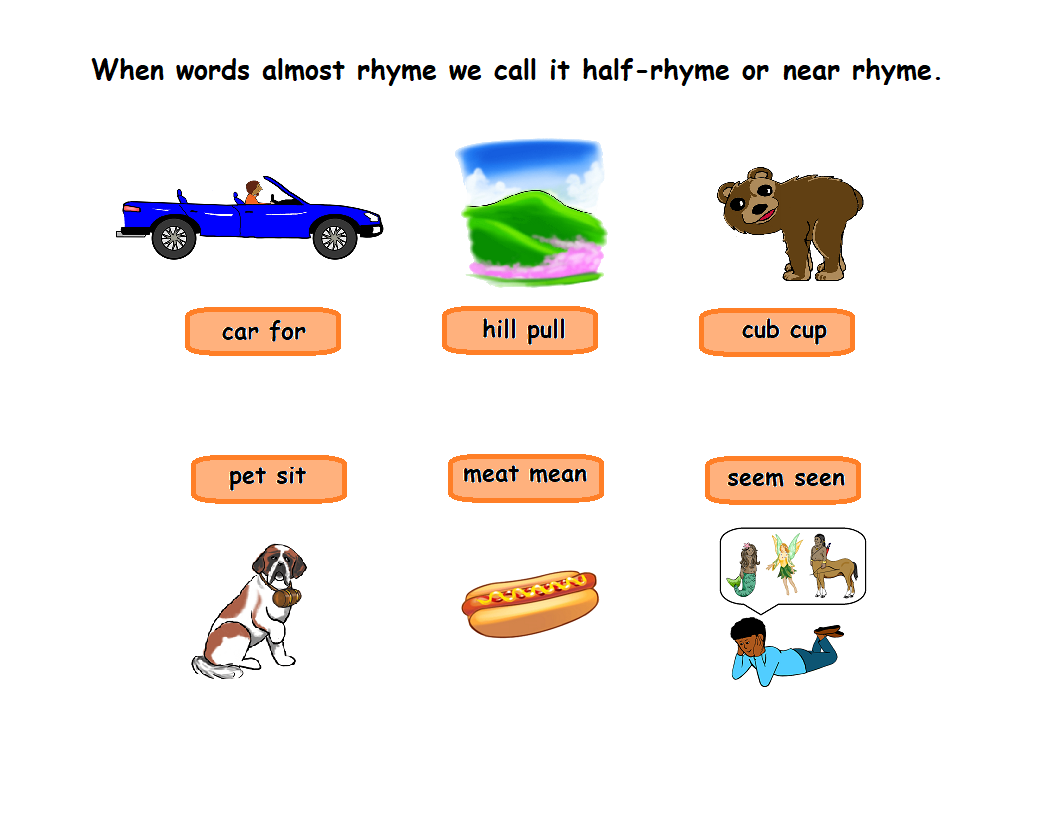 When words almost rhyme we call it half-rhyme or near rhyme.
car for
hill pull
cub cup
pet sit
meat mean
seem seen